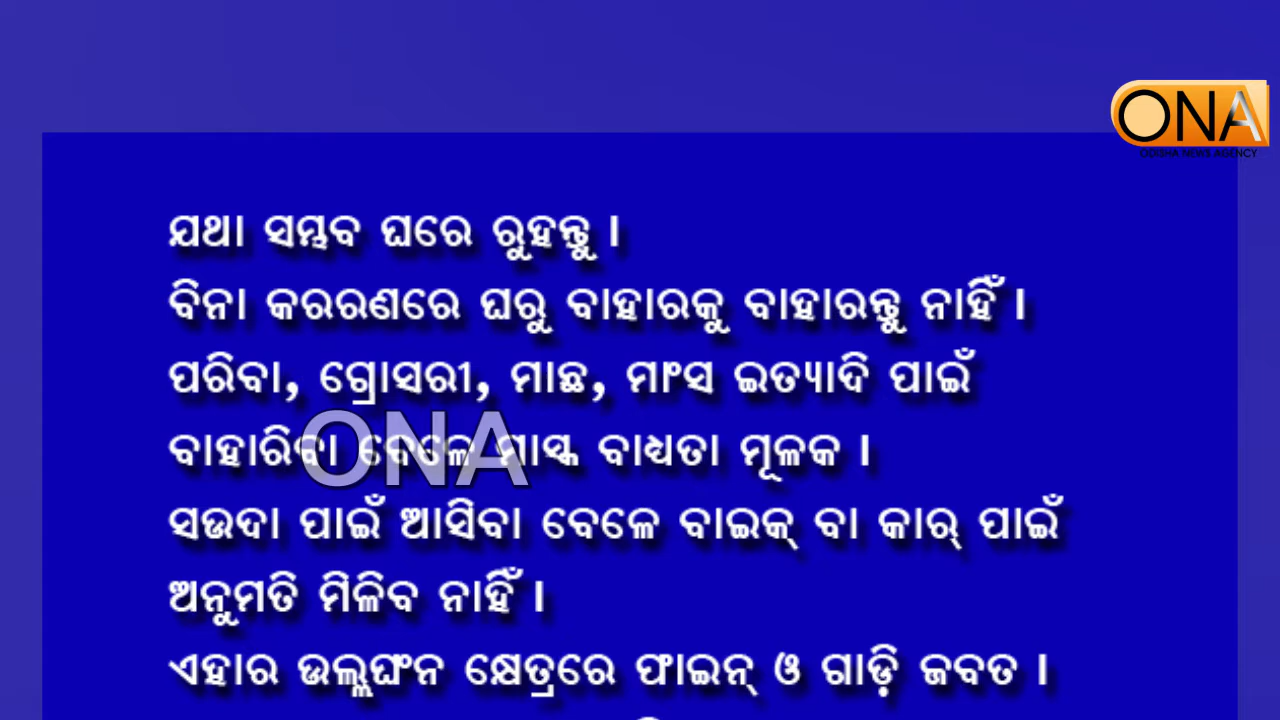 ONA
ODISHA NEWS AGENCY
ଯଥା ସମ୍ଭବ ଘରେ ରୁହନ୍ତୁ ।
ବିନା କରରଣରେ ଘରୁ ବାହାରକୁ ବାହାରନ୍ତୁ ନାହିଁ ।
ପରିବା, ଗ୍ରୋସରୀ, ମାଛ, ମାଂସ ଇତ୍ୟାଦି ପାଇଁ
ବାହାରିବା ବେଳେ ମାସ୍କ ବାଧ୍ୟତା ମୂଳକ ।
ONA
ସଉଦା ପାଇଁ ଆସିବା ବେଳେ ବାଇକ୍ ବା କାର୍ ପାଇଁ
ଅନୁମତି ମିଳିବ ନାହିଁ ।
ଏହାର ଉଲ୍ଲଙ୍ଘନ କ୍ଷେତ୍ରରେ ଫାଇନ୍ ଓ ଗାଡ଼ି ଜବତ ।